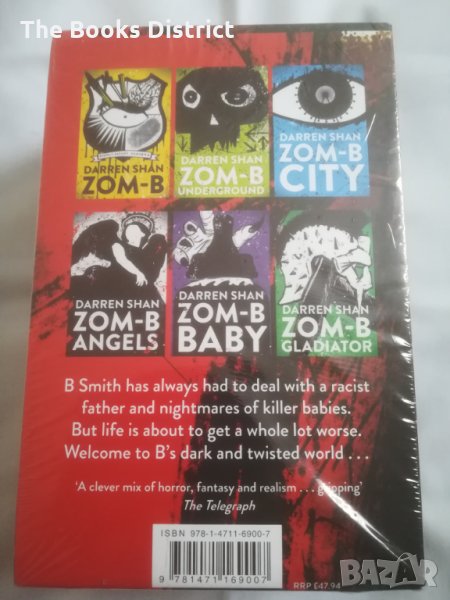 The Books District
DARREN SHAN
ZOM-B
DARREN SHAN
ZOM-B
UNDERGROUND
DARREN SHAN
ZOM-B
CITY
DARREN SHAN
ZOM-B
ANGELS
DARREN SHAN
ZOM-B
BABY
DARREN SHAN
ZOM-B
GLADIATOR
B Smith has always had to deal with a racist
father and nightmares of killer babies.
But life is about to get a whole lot worse.
Welcome to B's dark and twisted world . . .
'A clever mix of horror, fantasy and realism . . . gripping'
The Telegraph
ISBN 978-1-4711-6900-7
9 781471 169007
RRP £47.94
BAZAR